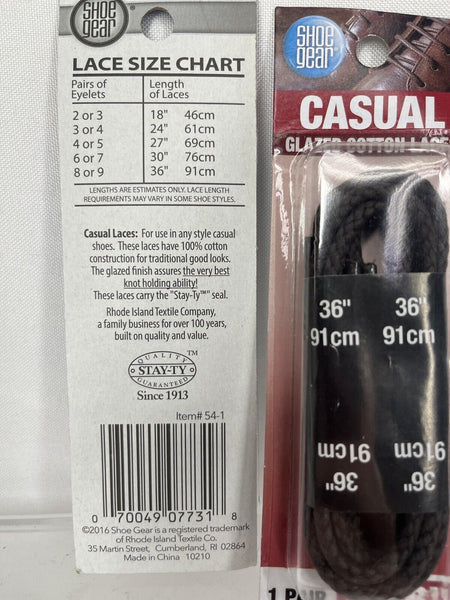 SHOE
GEAR
LACE SIZE CHART
Pairs of Eyelets Length of Laces
2 or 3 18" 46cm
3 or 4 24" 61cm
4 or 5 27" 69cm
6 or 7 30" 76cm
8 or 9 36" 91cm
LENGTHS ARE ESTIMATES ONLY. LACE LENGTH
REQUIREMENTS MAY VARY IN SOME SHOE STYLES.
Casual Laces: For use in any style casual
shoes. These laces have 100% cotton
construction for traditional good looks.
The glazed finish assures the very best
knot holding ability!
These laces carry the "Stay-Ty™" seal.
Rhode Island Textile Company,
a family business for over 100 years,
built on quality and value.
QUALITY
STAY-TY™
GUARANTEED
Since 1913
Item# 54-1
0 70049 07731 8
©2016 Shoe Gear is a registered trademark
of Rhode Island Textile Co.
35 Martin Street, Cumberland, RI 02864
Made in China 10210
SHOE
GEAR®
CASUAL
GLAZED COTTON LACE
36" 36"
91cm 91cm
91cm 91cm
36" 36"
1 PAIR